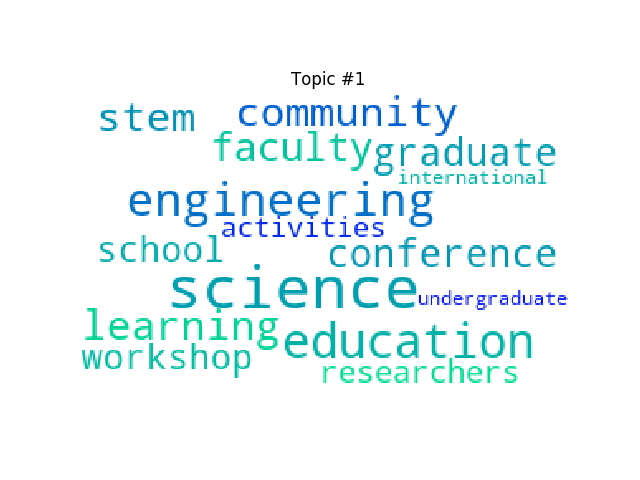 Topic #1
stem community
faculty graduate
international
engineering
activities
school conference
science undergraduate
learning education
workshop
researchers